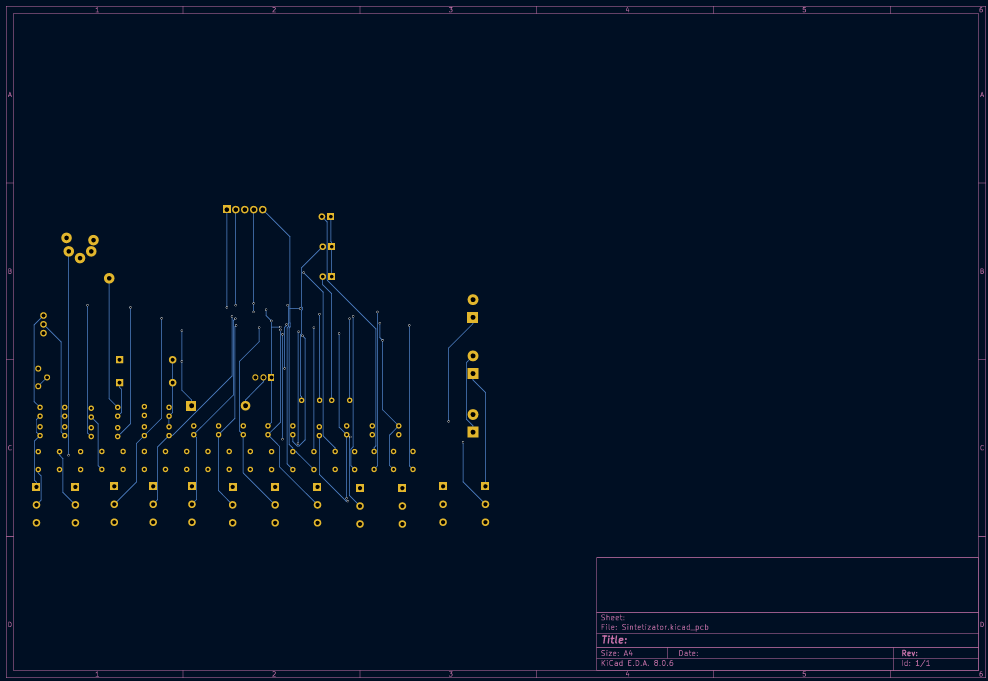 1 2 3 4 5 6
A A
B B
C C
Sheet:
File: Sintetizator.kicad_pcb
Title:
D D
Size: A4 Date: Rev:
KiCad E.D.A. 8.0.6 Id: 1/1
1 2 3 4 5 6